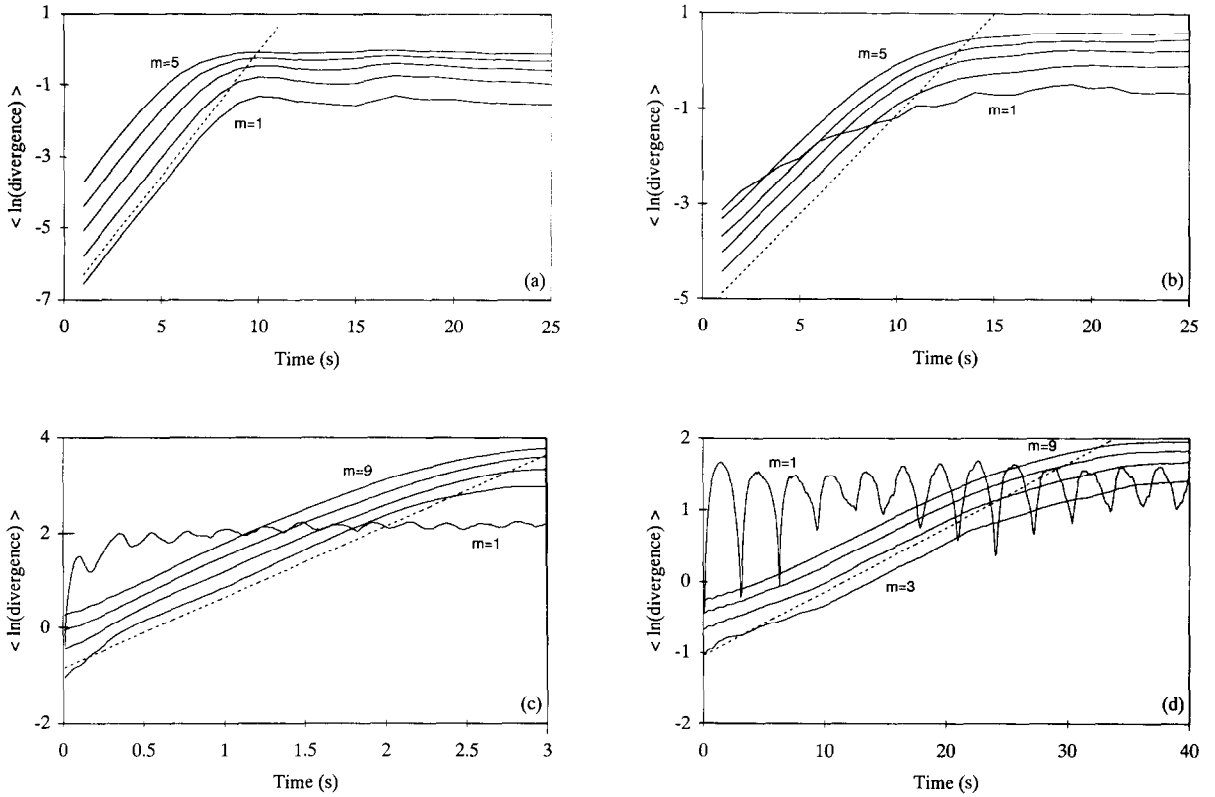 1
-1
-3
-5
-7
< ln(divergence) >
m=5
m=1
(a)
0
5
10
15
20
25
Time (s)
1
-1
-3
-5
< ln(divergence) >
m=5
m=1
(b)
0
5
10
15
20
25
Time (s)
4
2
0
-2
< ln(divergence) >
m=9
m=1
(c)
0
0.5
1
1.5
2
2.5
3
Time (s)
2
1
0
-1
-2
< ln(divergence) >
m=9
m=1
m=3
(d)
0
10
20
30
40
Time (s)